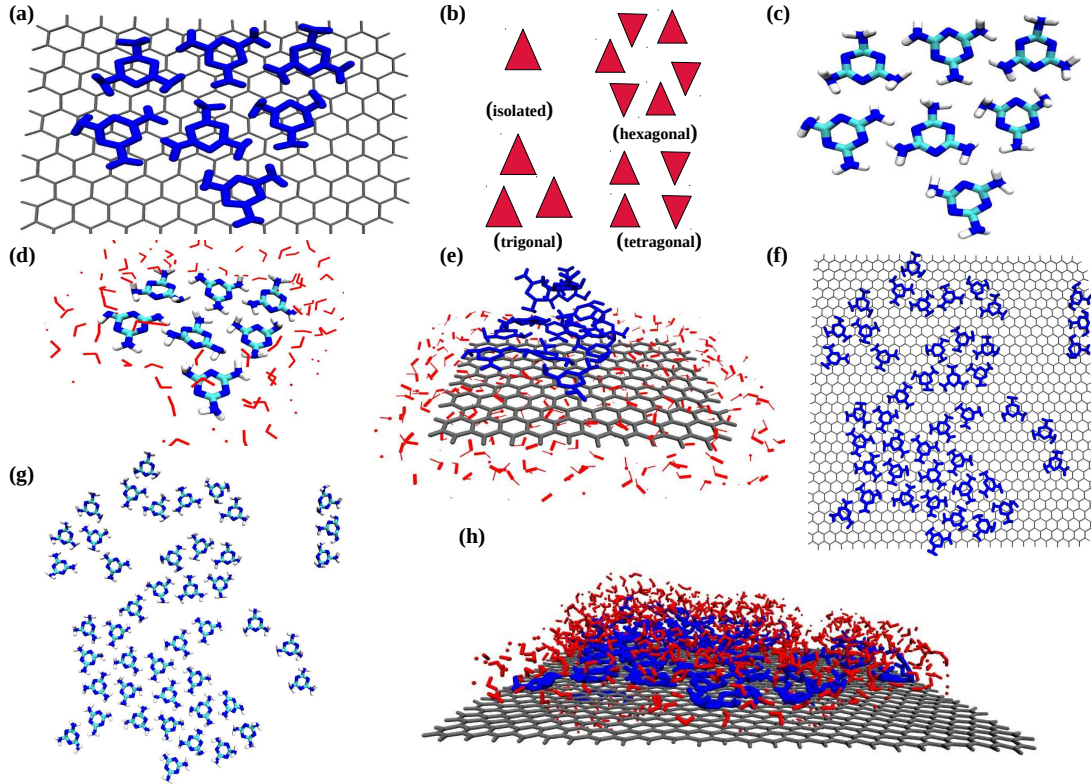 (a)
(b)
(c)
(isolated)
(hexagonal)
(trigonal)
(tetragonal)
(d)
(e)
(f)
(g)
(h)